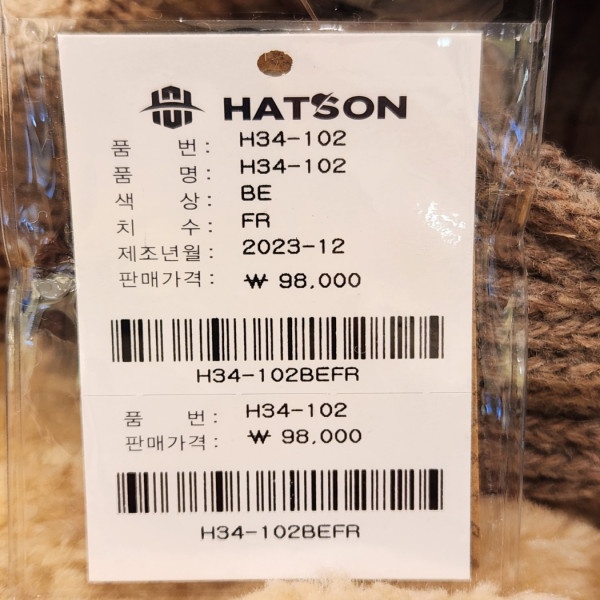 HATSON
품 번 : H34-102
품 명 : H34-102
색 상 : BE
치 수 : FR
제조년월 : 2023-12
판매가격 : ₩ 98,000
H34-102BEFR
품 번 : H34-102
판매가격 : ₩ 98,000
H34-102BEFR